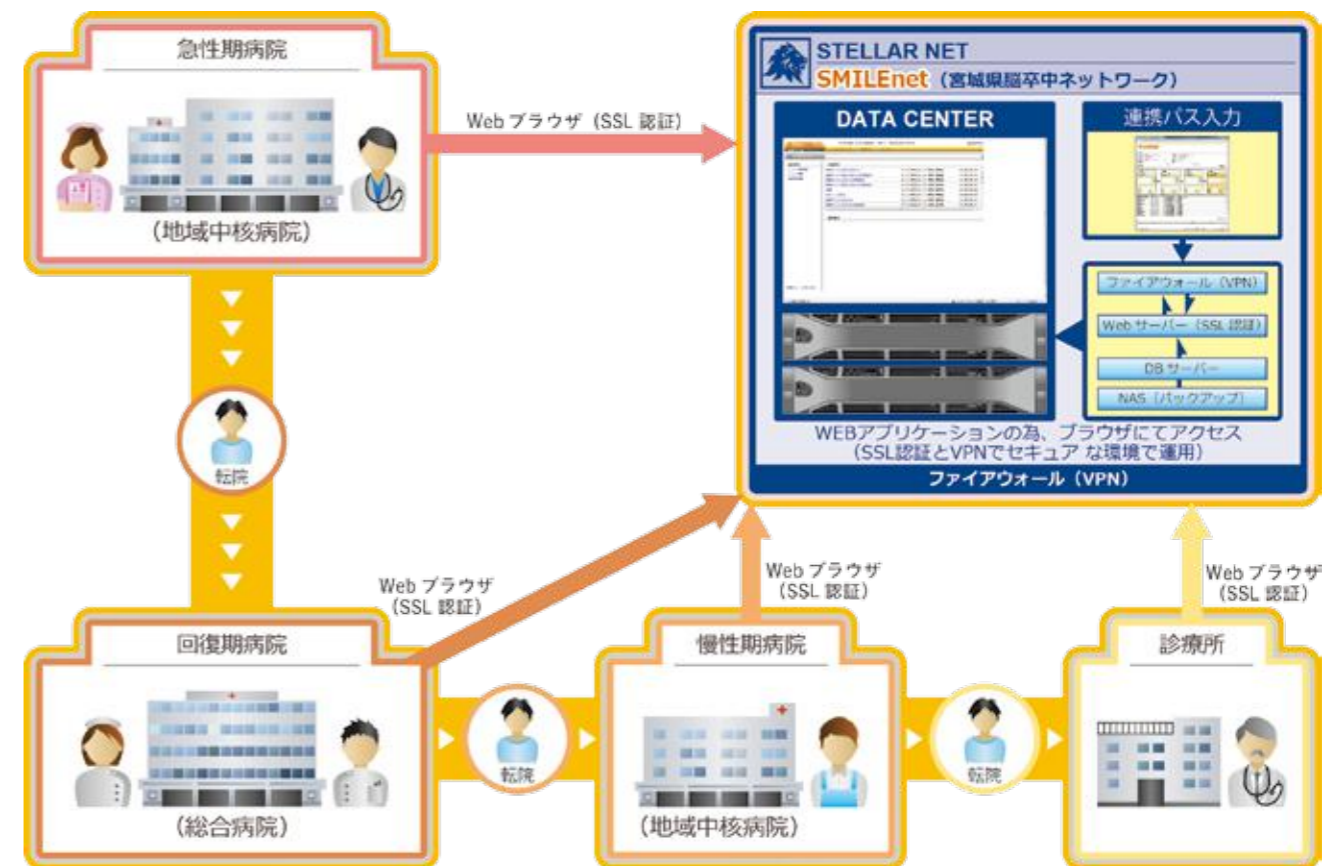 急性期病院
(地域中核病院)
Web ブラウザ (SSL 認証)
STELLAR NET
SMILEnet (宮城県脳卒中ネットワーク)
DATA CENTER
連携パス入力
ファイアウォール (VPN)
Web サーバー (SSL 認証)
DB サーバー
NAS (バックアップ)
WEBアプリケーションの為、ブラウザにてアクセス
(SSL認証とVPNでセキュア な環境で運用)
ファイアウォール (VPN)
転院
Web ブラウザ
(SSL 認証)
Web ブラウザ
(SSL 認証)
Web ブラウザ
(SSL 認証)
回復期病院
(総合病院)
転院
慢性期病院
(地域中核病院)
転院
診療所